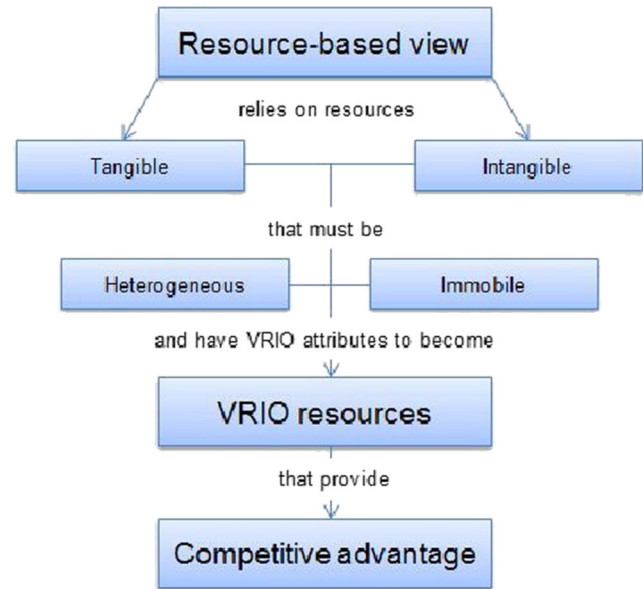 Resource-based view
relies on resources
Tangible
Intangible
that must be
Heterogeneous
Immobile
and have VRIO attributes to become
VRIO resources
that provide
Competitive advantage